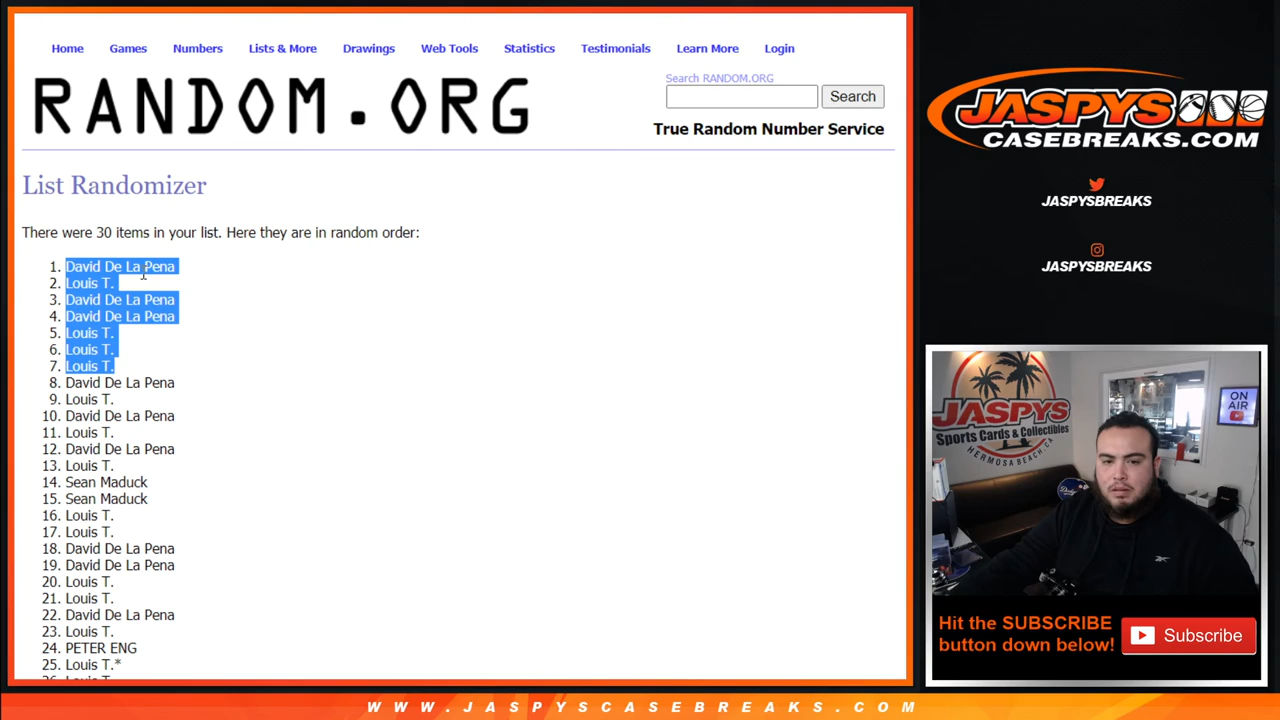 Home Games Numbers Lists & More Drawings Web Tools Statistics Testimonials Learn More Login
RANDOM.ORG
Search RANDOM.ORG
Search
True Random Number Service
List Randomizer
There were 30 items in your list. Here they are in random order:
1. David De La Pena
2. Louis T.
3. David De La Pena
4. David De La Pena
5. Louis T.
6. Louis T.
7. Louis T.
8. David De La Pena
9. Louis T.
10. David De La Pena
11. Louis T.
12. David De La Pena
13. Louis T.
14. Sean Maduck
15. Sean Maduck
16. Louis T.
17. Louis T.
18. David De La Pena
19. David De La Pena
20. Louis T.
21. Louis T.
22. David De La Pena
23. Louis T.
24. PETER ENG
25. Louis T.*
JASPYS
CASEBREAKS.COM
JASPYSBREAKS
JASPYSBREAKS
JASPYS
Sports Cards & Collectibles
HERMOSA BEACH, CA
ON
AIR
Hit the SUBSCRIBE
button down below!
Subscribe
WWW.JASPYSCASEBREAKS.COM